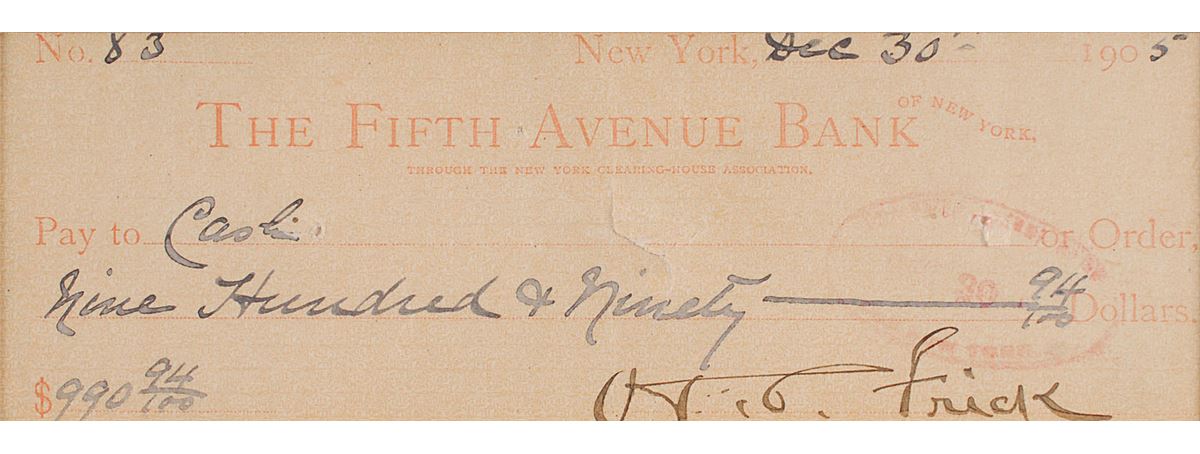 No. 83 New York, Dec 30th 1905
THE FIFTH AVENUE BANK OF NEW YORK,
THROUGH THE NEW YORK CLEARING-HOUSE ASSOCIATION.
Pay to Cash. or Order,
Nine Hundred & Ninety 94/100 Dollars.
30
$990 94/100
H. C. Frick